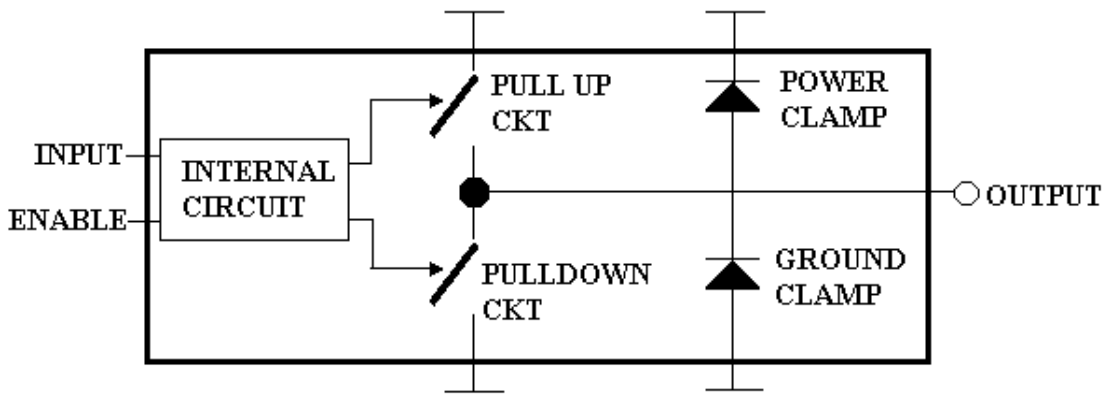 PULL UP
CKT
POWER
CLAMP
INPUT
ENABLE
INTERNAL
CIRCUIT
OUTPUT
PULLDOWN
CKT
GROUND
CLAMP